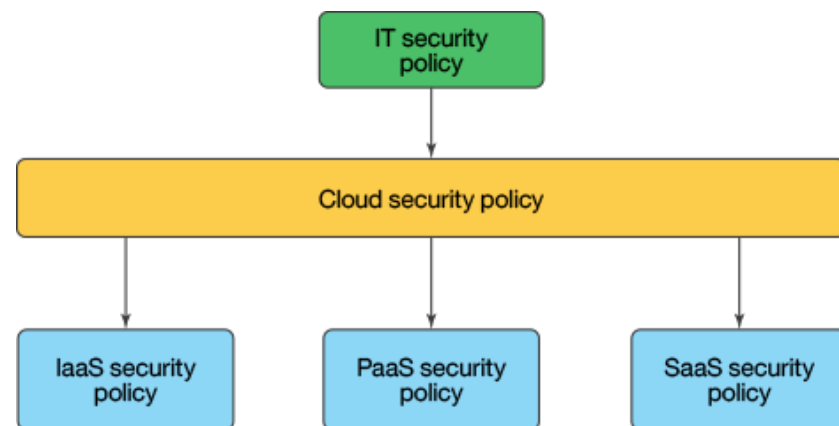 IT security
policy
Cloud security policy
IaaS security
policy
PaaS security
policy
SaaS security
policy